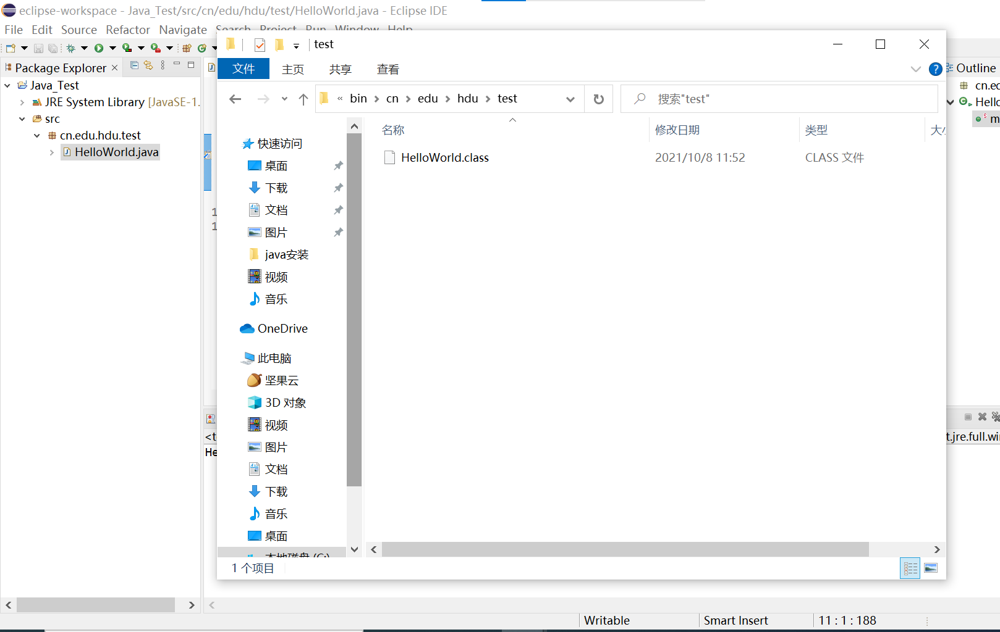 eclipse-workspace - Java_Test/src/cn/edu/hdu/test/HelloWorld.java - Eclipse IDE
File Edit Source Refactor Navigate Search Project Run Window Help
Package Explorer
Java_Test
JRE System Library [JavaSE-1.
src
cn.edu.hdu.test
HelloWorld.java
test
文件 主页 共享 查看
« bin cn edu hdu test
搜索"test"
名称 修改日期 类型
HelloWorld.class 2021/10/8 11:52 CLASS 文件
快速访问
桌面
下载
文档
图片
java安装
视频
音乐
OneDrive
此电脑
坚果云
3D 对象
视频
图片
文档
下载
音乐
桌面
本地磁盘 (C:)
1 个项目
Outline
cn.ec
Hello
m
1
1
<t
t.jre.full.wi
He
Writable Smart Insert 11 : 1 : 188